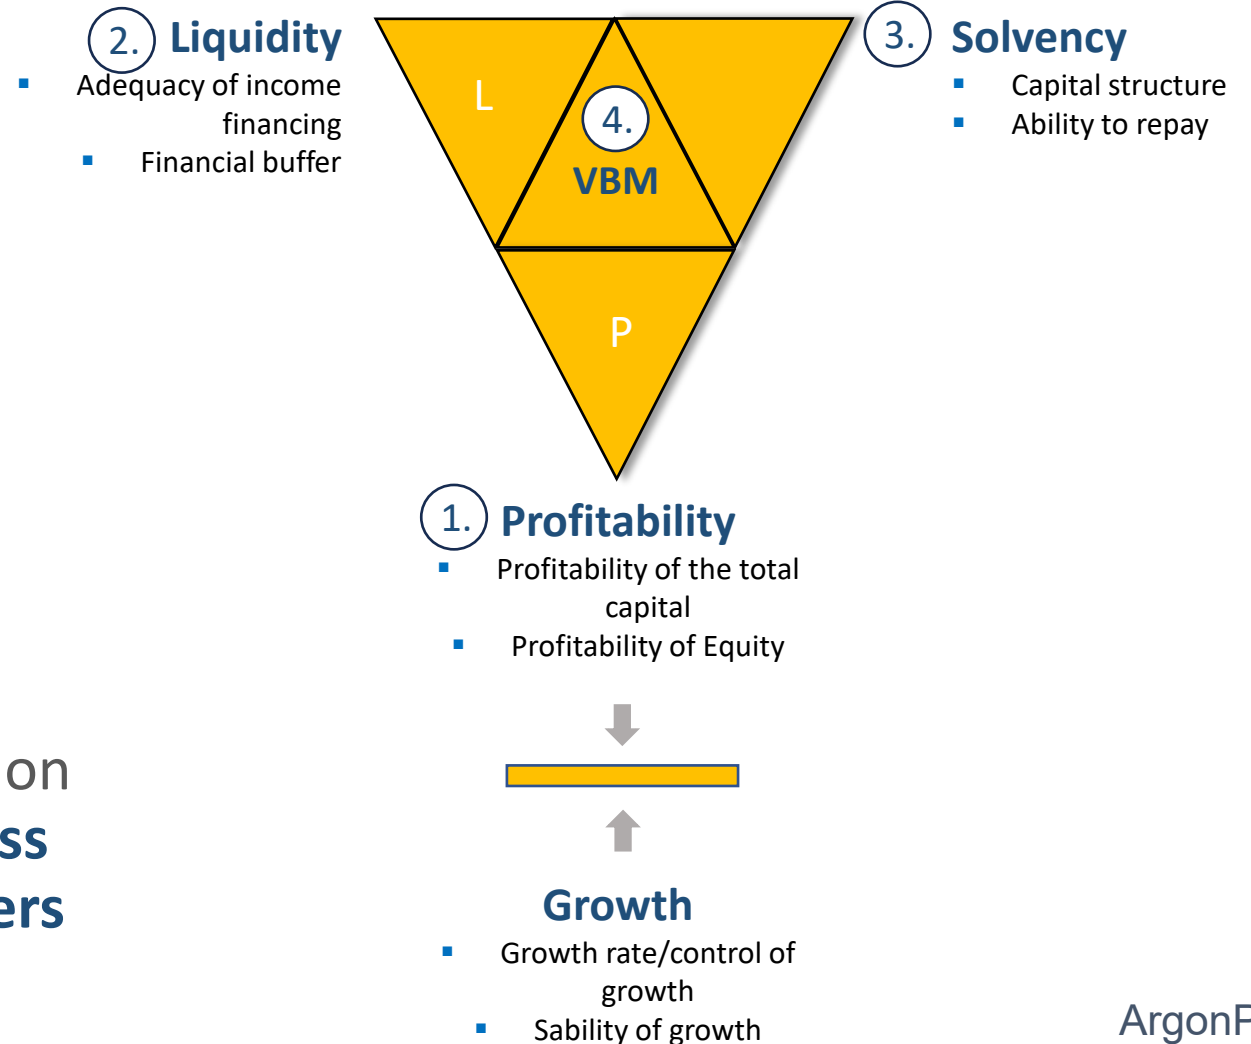 2. Liquidity
▪ Adequacy of income
financing
▪ Financial buffer
L
4.
VBM
3. Solvency
▪ Capital structure
▪ Ability to repay
P
1. Profitability
▪ Profitability of the total
capital
▪ Profitability of Equity
on
ss
ers
Growth
▪ Growth rate/control of
growth
▪ Sability of growth
ArgonP